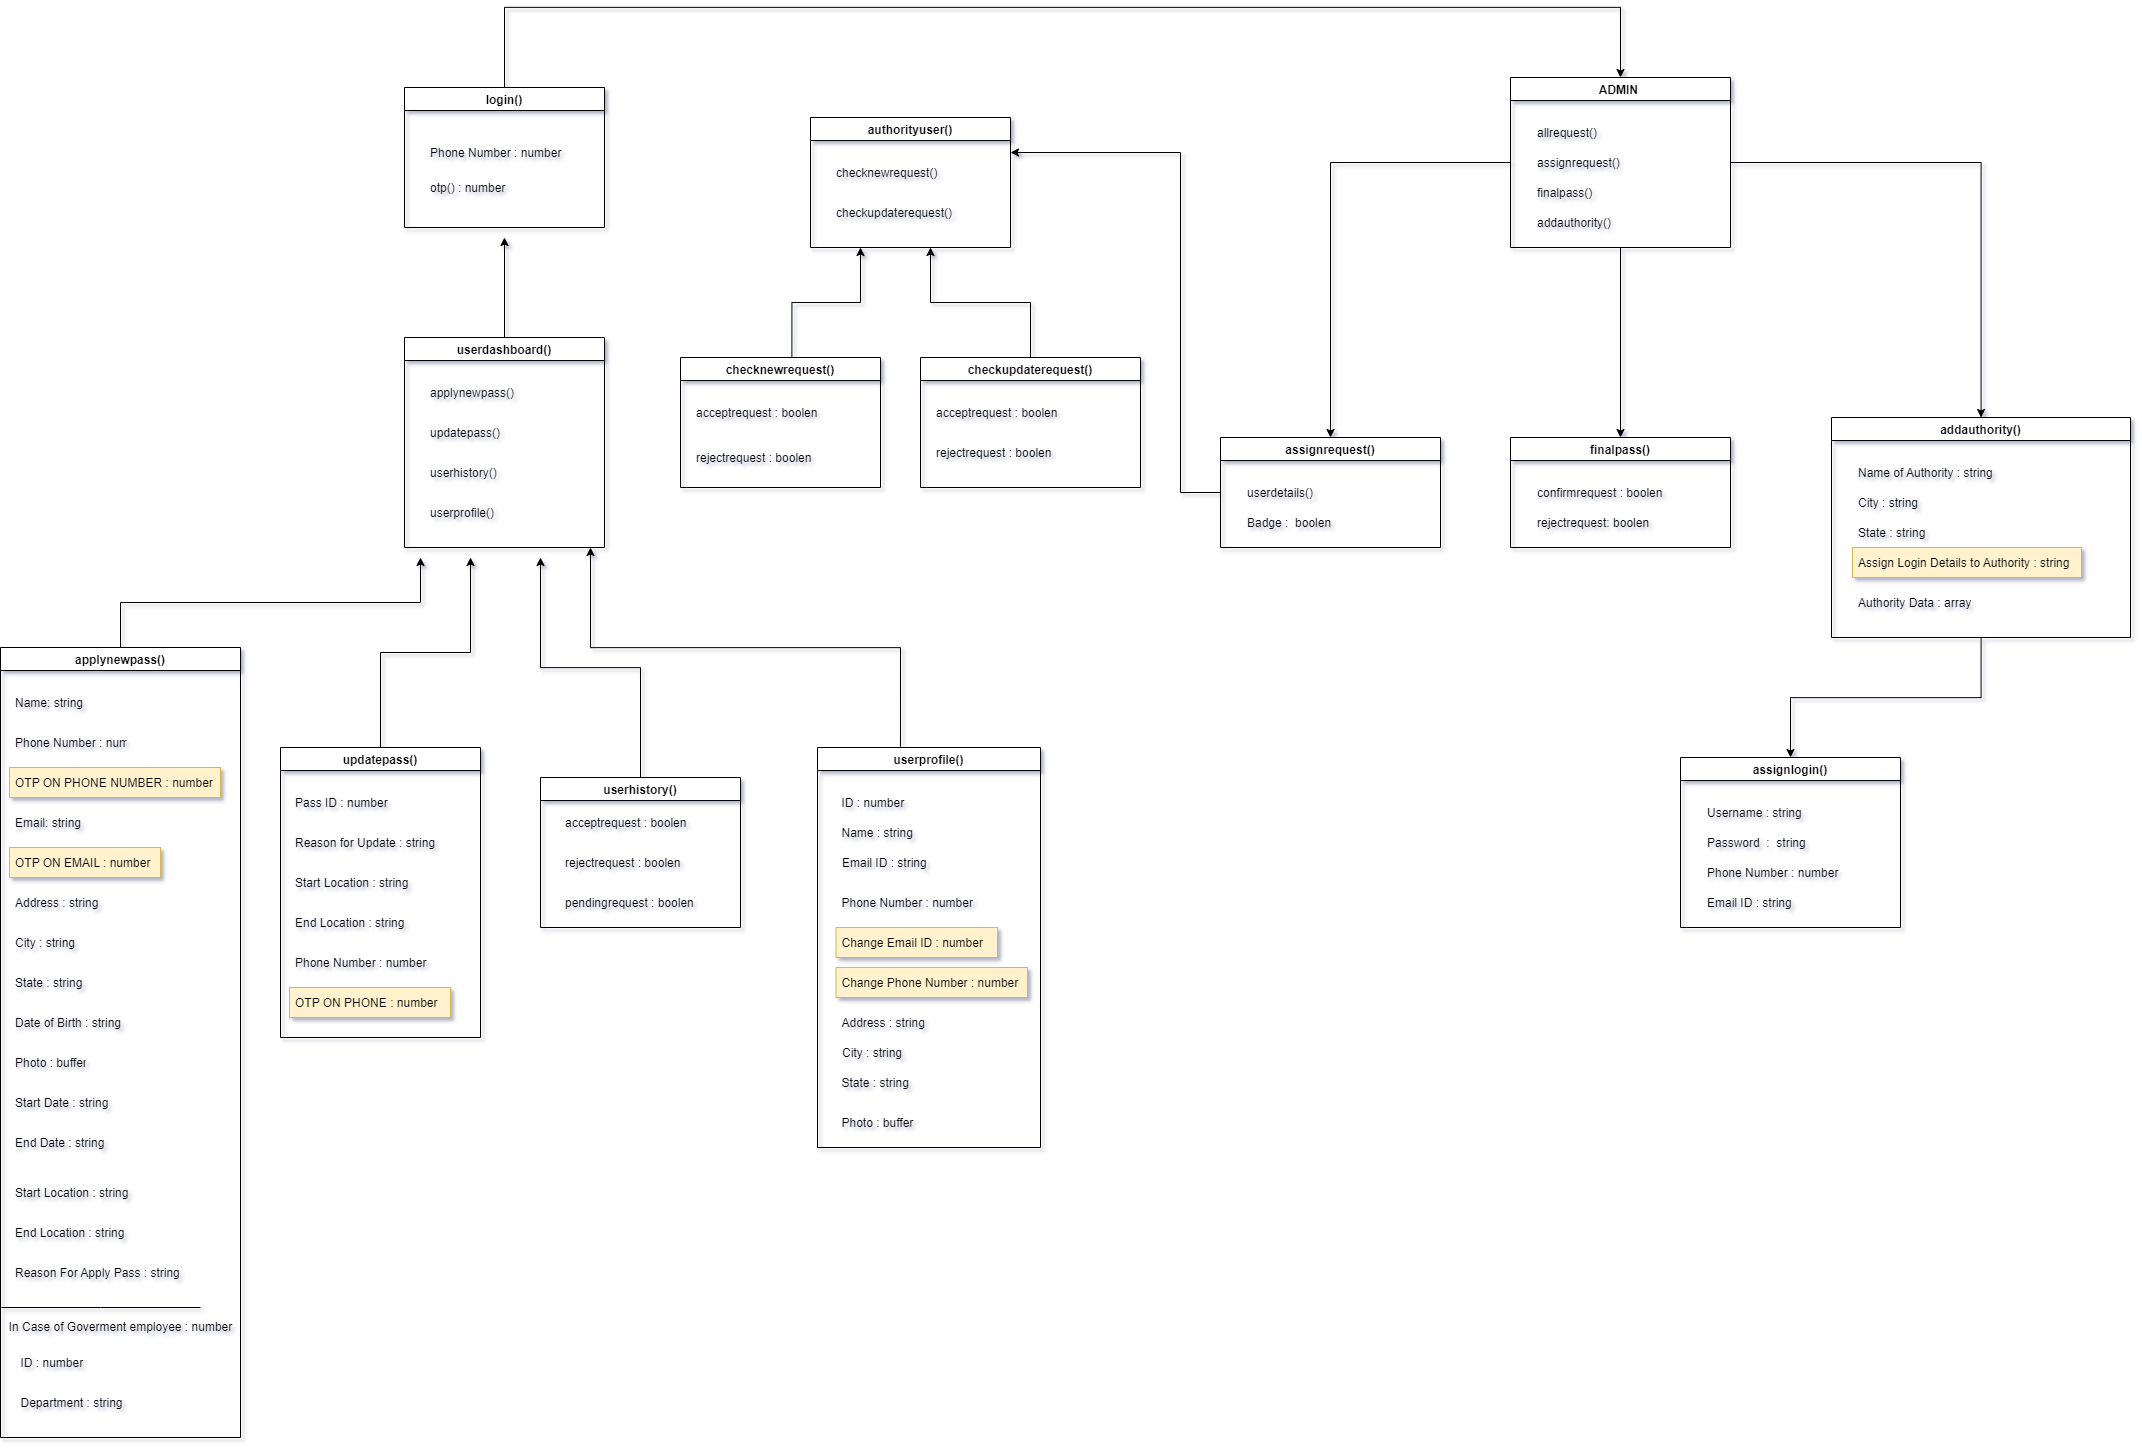 login()
Phone Number : number
otp() : number
authorityuser()
checknewrequest()
checkupdaterequest()
ADMIN
allrequest()
assignrequest()
finalpass()
addauthority()
userdashboard()
applynewpass()
updatepass()
userhistory()
userprofile()
checknewrequest()
acceptrequest : boolen
rejectrequest : boolen
checkupdaterequest()
acceptrequest : boolen
rejectrequest : boolen
assignrequest()
userdetails()
Badge : boolen
finalpass()
confirmrequest : boolen
rejectrequest: boolen
addauthority()
Name of Authority : string
City : string
State : string
Assign Login Details to Authority : string
Authority Data : array
applynewpass()
Name: string
Phone Number : num
OTP ON PHONE NUMBER : number
Email: string
OTP ON EMAIL : number
Address : string
City : string
State : string
Date of Birth : string
Photo : buffer
Start Date : string
End Date : string
Start Location : string
End Location : string
Reason For Apply Pass : string
In Case of Goverment employee : number
ID : number
Department : string
updatepass()
Pass ID : number
Reason for Update : string
Start Location : string
End Location : string
Phone Number : number
OTP ON PHONE : number
userhistory()
acceptrequest : boolen
rejectrequest : boolen
pendingrequest : boolen
userprofile()
ID : number
Name : string
Email ID : string
Phone Number : number
Change Email ID : number
Change Phone Number : number
Address : string
City : string
State : string
Photo : buffer
assignlogin()
Username : string
Password : string
Phone Number : number
Email ID : string